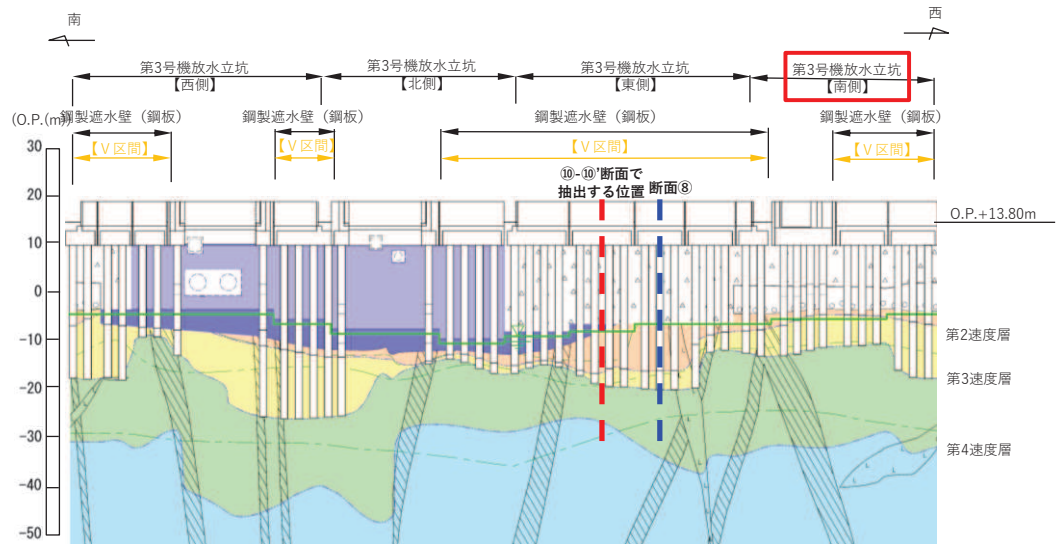 南
西
第3号機放水立坑
【西側】
第3号機放水立坑
【北側】
第3号機放水立坑
【東側】
第3号機放水立坑
【南側】
(O.P.(m))
鋼製遮水壁（鋼板）
鋼製遮水壁（鋼板）
鋼製遮水壁（鋼板）
鋼製遮水壁（鋼板）
【Ⅴ区間】
【Ⅴ区間】
【Ⅴ区間】
【Ⅴ区間】
⑩-⑩'断面で
抽出する位置
断面⑧
O.P.+13.80m
30
20
10
0
-10
-20
-30
-40
-50
第2速度層
第3速度層
第4速度層